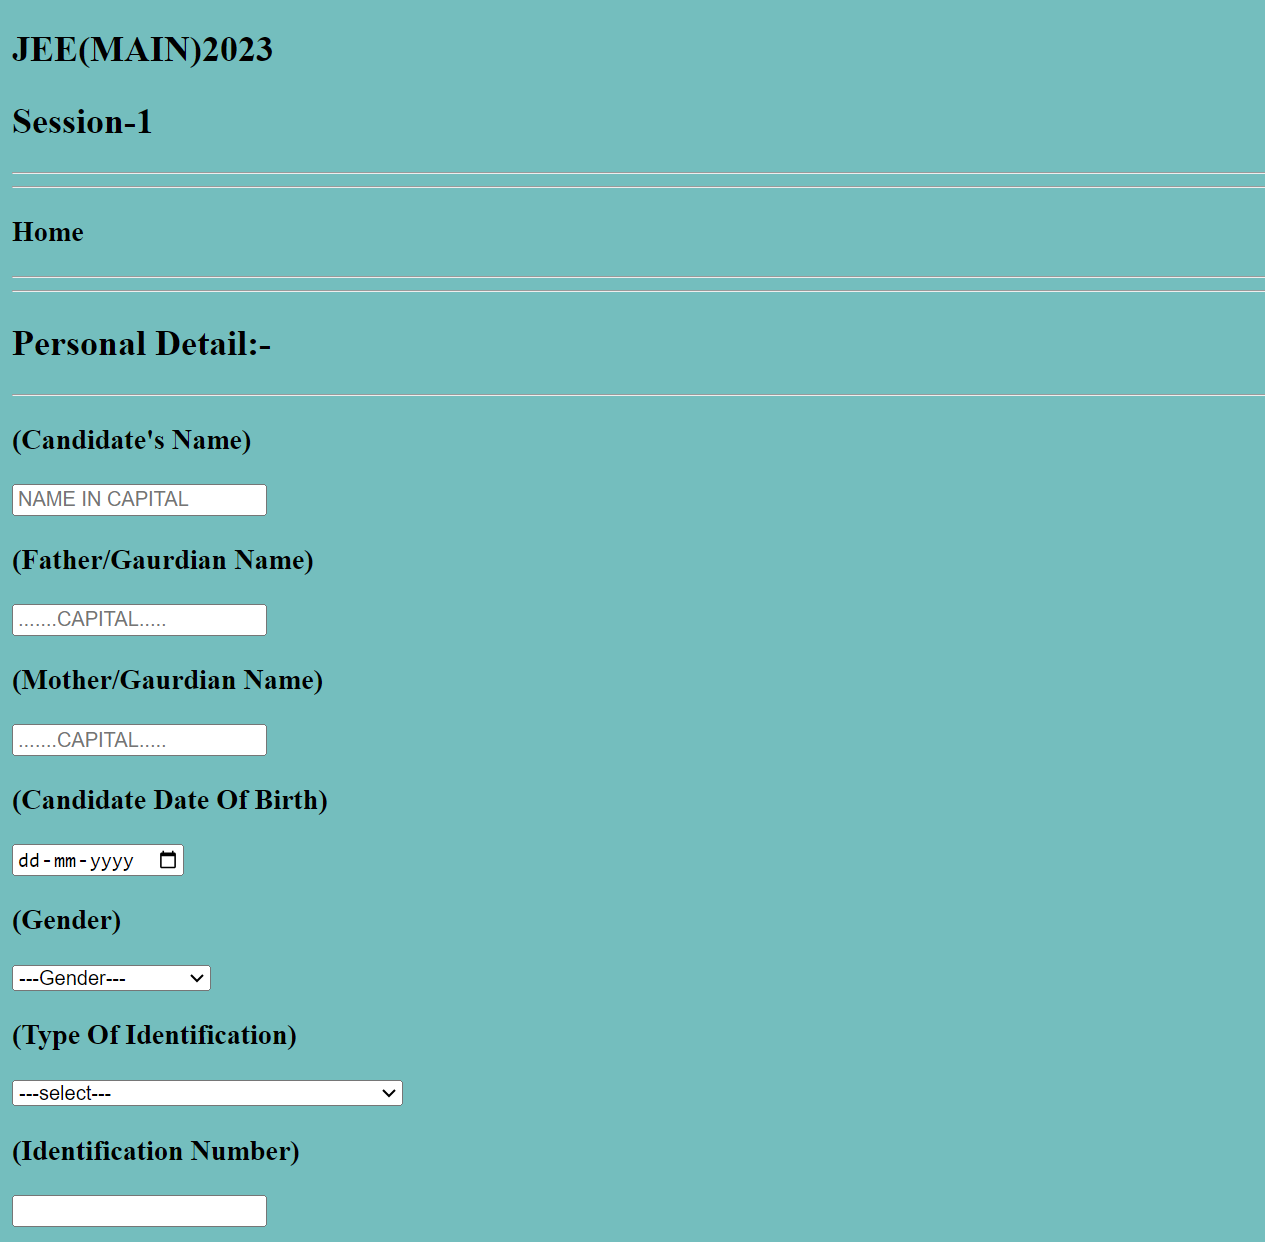 JEE(MAIN)2023
Session-1
Home
Personal Detail:-
(Candidate's Name)
NAME IN CAPITAL
(Father/Gaurdian Name)
.......CAPITAL.....
(Mother/Gaurdian Name)
.......CAPITAL.....
(Candidate Date Of Birth)
dd-mm-yyyy
(Gender)
---Gender---
(Type Of Identification)
---select---
(Identification Number)